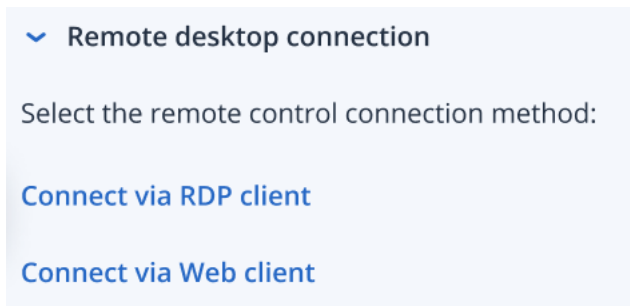 Remote desktop connection
Select the remote control connection method:
Connect via RDP client
Connect via Web client